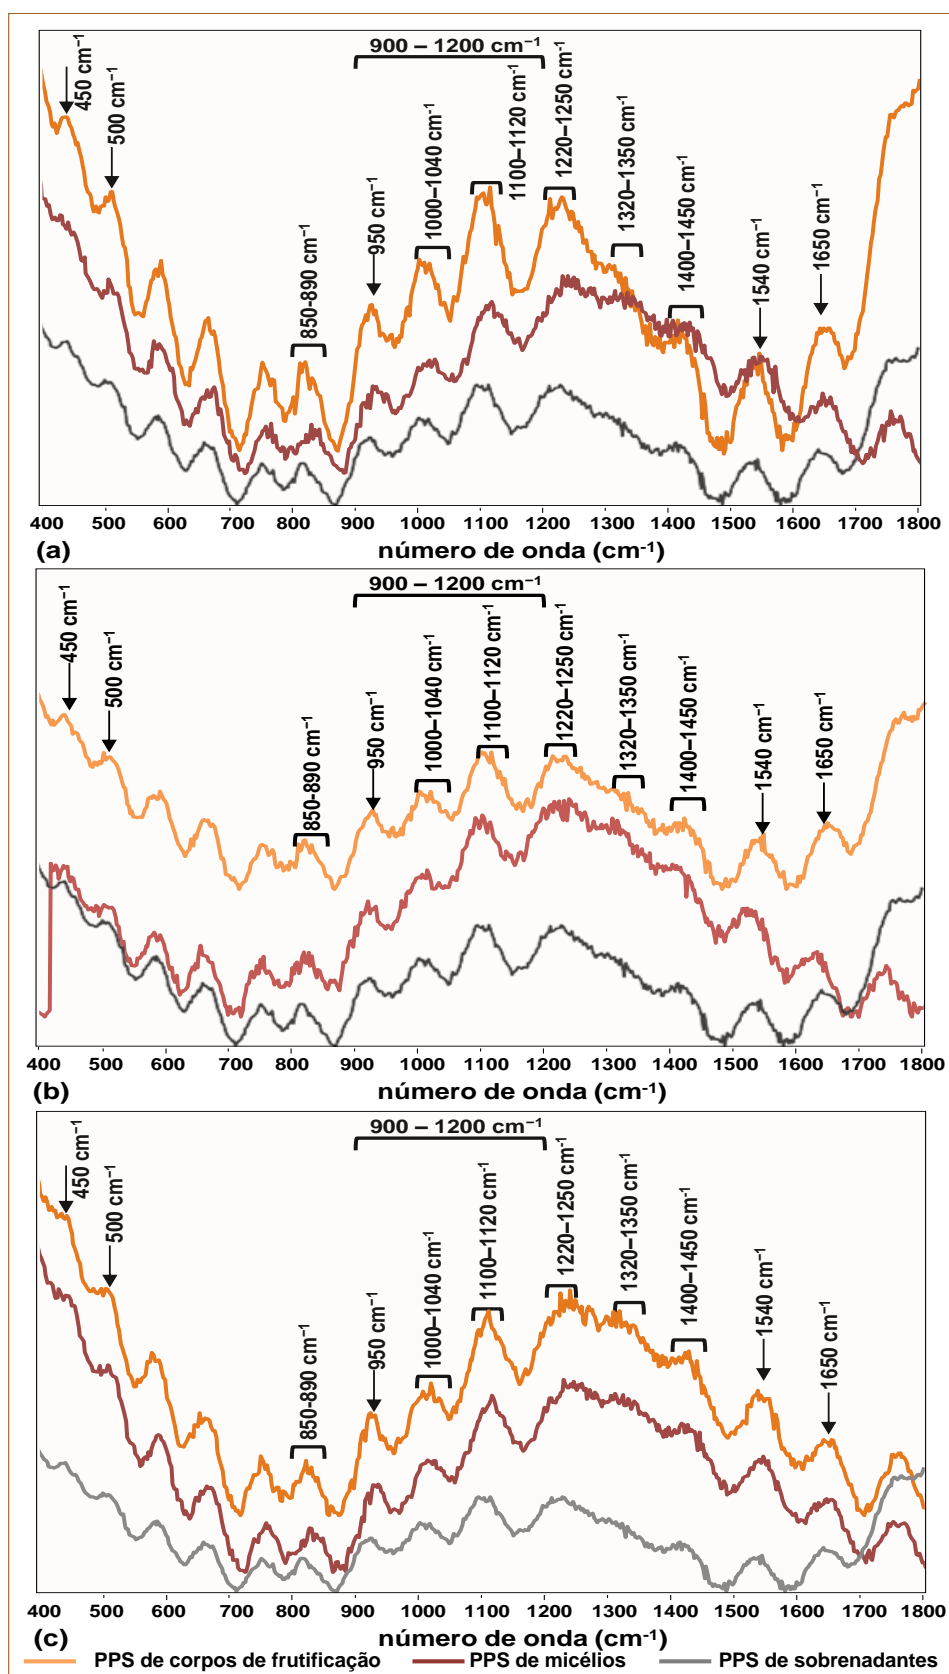 900 – 1200 cm⁻¹
450 cm⁻¹
500 cm⁻¹
850-890 cm⁻¹
950 cm⁻¹
1000–1040 cm⁻¹
1100–1120 cm⁻¹
1220–1250 cm⁻¹
1320–1350 cm⁻¹
1400–1450 cm⁻¹
1540 cm⁻¹
1650 cm⁻¹
400 500 600 700 800 900 1000 1100 1200 1300 1400 1500 1600 1700 1800
(a) número de onda (cm⁻¹)
900 – 1200 cm⁻¹
450 cm⁻¹
500 cm⁻¹
850-890 cm⁻¹
950 cm⁻¹
1000–1040 cm⁻¹
1100–1120 cm⁻¹
1220–1250 cm⁻¹
1320–1350 cm⁻¹
1400–1450 cm⁻¹
1540 cm⁻¹
1650 cm⁻¹
400 500 600 700 800 900 1000 1100 1200 1300 1400 1500 1600 1700 1800
(b) número de onda (cm⁻¹)
900 – 1200 cm⁻¹
450 cm⁻¹
500 cm⁻¹
850-890 cm⁻¹
950 cm⁻¹
1000–1040 cm⁻¹
1100–1120 cm⁻¹
1220–1250 cm⁻¹
1320–1350 cm⁻¹
1400–1450 cm⁻¹
1540 cm⁻¹
1650 cm⁻¹
400 500 600 700 800 900 1000 1100 1200 1300 1400 1500 1600 1700 1800
(c) número de onda (cm⁻¹)
PPS de corpos de frutificação PPS de micélios PPS de sobrenadantes